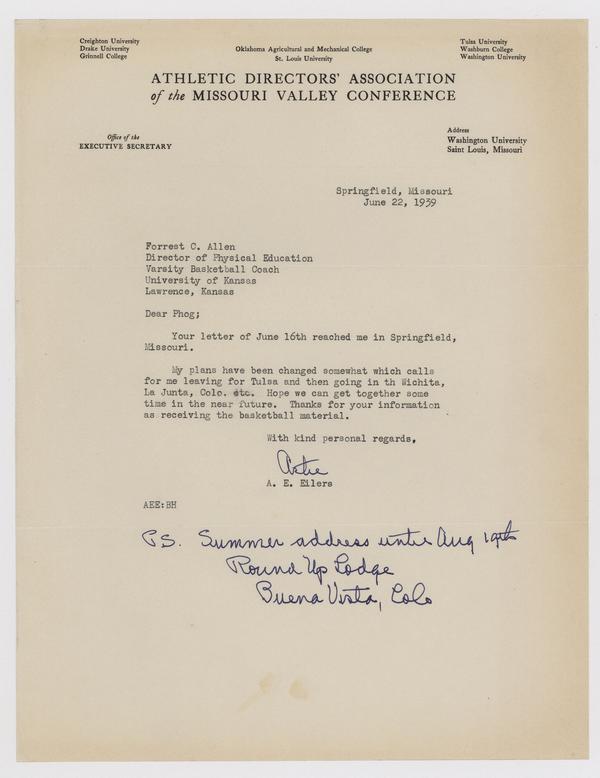 Creighton University
Drake University
Grinnell College
Oklahoma Agricultural and Mechanical College
St. Louis University
Tulsa University
Washburn College
Washington University
ATHLETIC DIRECTORS' ASSOCIATION
of the MISSOURI VALLEY CONFERENCE
Office of the
EXECUTIVE SECRETARY
Address
Washington University
Saint Louis, Missouri
Springfield, Missouri
June 22, 1939
Forrest C. Allen
Director of Physical Education
Varsity Basketball Coach
University of Kansas
Lawrence, Kansas
Dear Phog;
Your letter of June 16th reached me in Springfield,
Missouri.
My plans have been changed somewhat which calls
for me leaving for Tulsa and then going in th Wichita,
La Junta, Colo. etc. Hope we can get together some
time in the near future. Thanks for your information
as receiving the basketball material.
With kind personal regards,
Artie
A. E. Eilers
AEE:BH
P.S. Summer address until Aug 19th
Round Up Lodge
Buena Vista, Colo